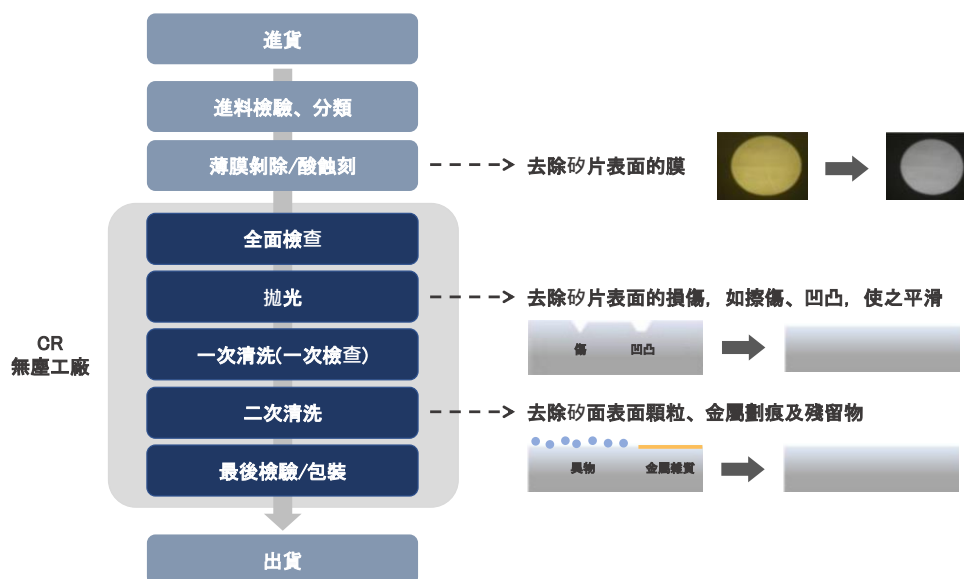 進貨
進料檢驗、分類
薄膜剝除/酸蝕刻
去除矽片表面的膜
全面檢查
拋光
去除矽片表面的損傷，如擦傷、凹凸，使之平滑
傷
凹凸
CR
無塵工廠
一次清洗(一次檢查)
二次清洗
去除矽面表面顆粒、金屬劃痕及殘留物
異物
金屬雜質
最後檢驗/包裝
出貨